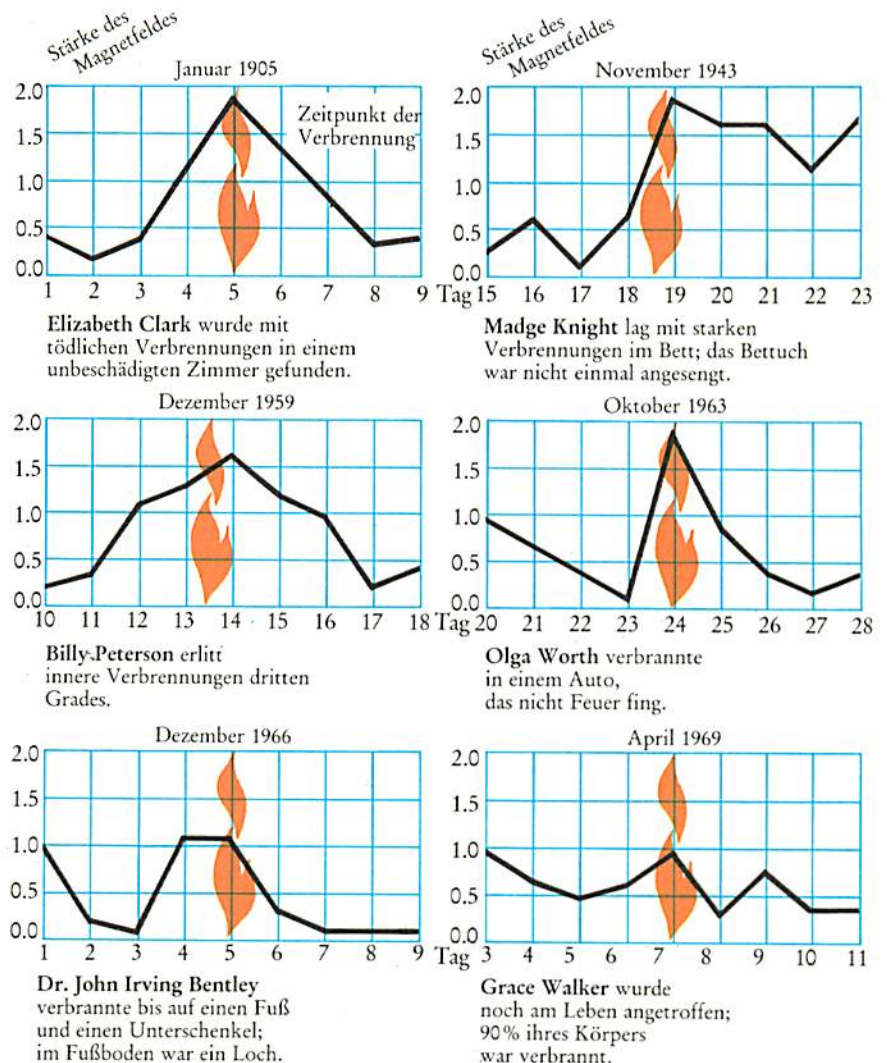 Stärke des
Magnetfeldes
Januar 1905
2.0
1.5
1.0
0.5
0.0
Zeitpunkt der
Verbrennung
1 2 3 4 5 6 7 8 9 Tag
Elizabeth Clark wurde mit
tödlichen Verbrennungen in einem
unbeschädigten Zimmer gefunden.
Stärke des
Magnetfeldes
November 1943
2.0
1.5
1.0
0.5
0.0
15 16 17 18 19 20 21 22 23
Madge Knight lag mit starken
Verbrennungen im Bett; das Bettuch
war nicht einmal angesengt.
Dezember 1959
2.0
1.5
1.0
0.5
0.0
10 11 12 13 14 15 16 17 18 Tag
Billy Peterson erlitt
innere Verbrennungen dritten
Grades.
Oktober 1963
2.0
1.5
1.0
0.5
0.0
20 21 22 23 24 25 26 27 28
Olga Worth verbrannte
in einem Auto,
das nicht Feuer fing.
Dezember 1966
2.0
1.5
1.0
0.5
0.0
1 2 3 4 5 6 7 8 9 Tag
Dr. John Irving Bentley
verbrannte bis auf einen Fuß
und einen Unterschenkel;
im Fußboden war ein Loch.
April 1969
2.0
1.5
1.0
0.5
0.0
3 4 5 6 7 8 9 10 11
Grace Walker wurde
noch am Leben angetroffen;
90% ihres Körpers
war verbrannt.